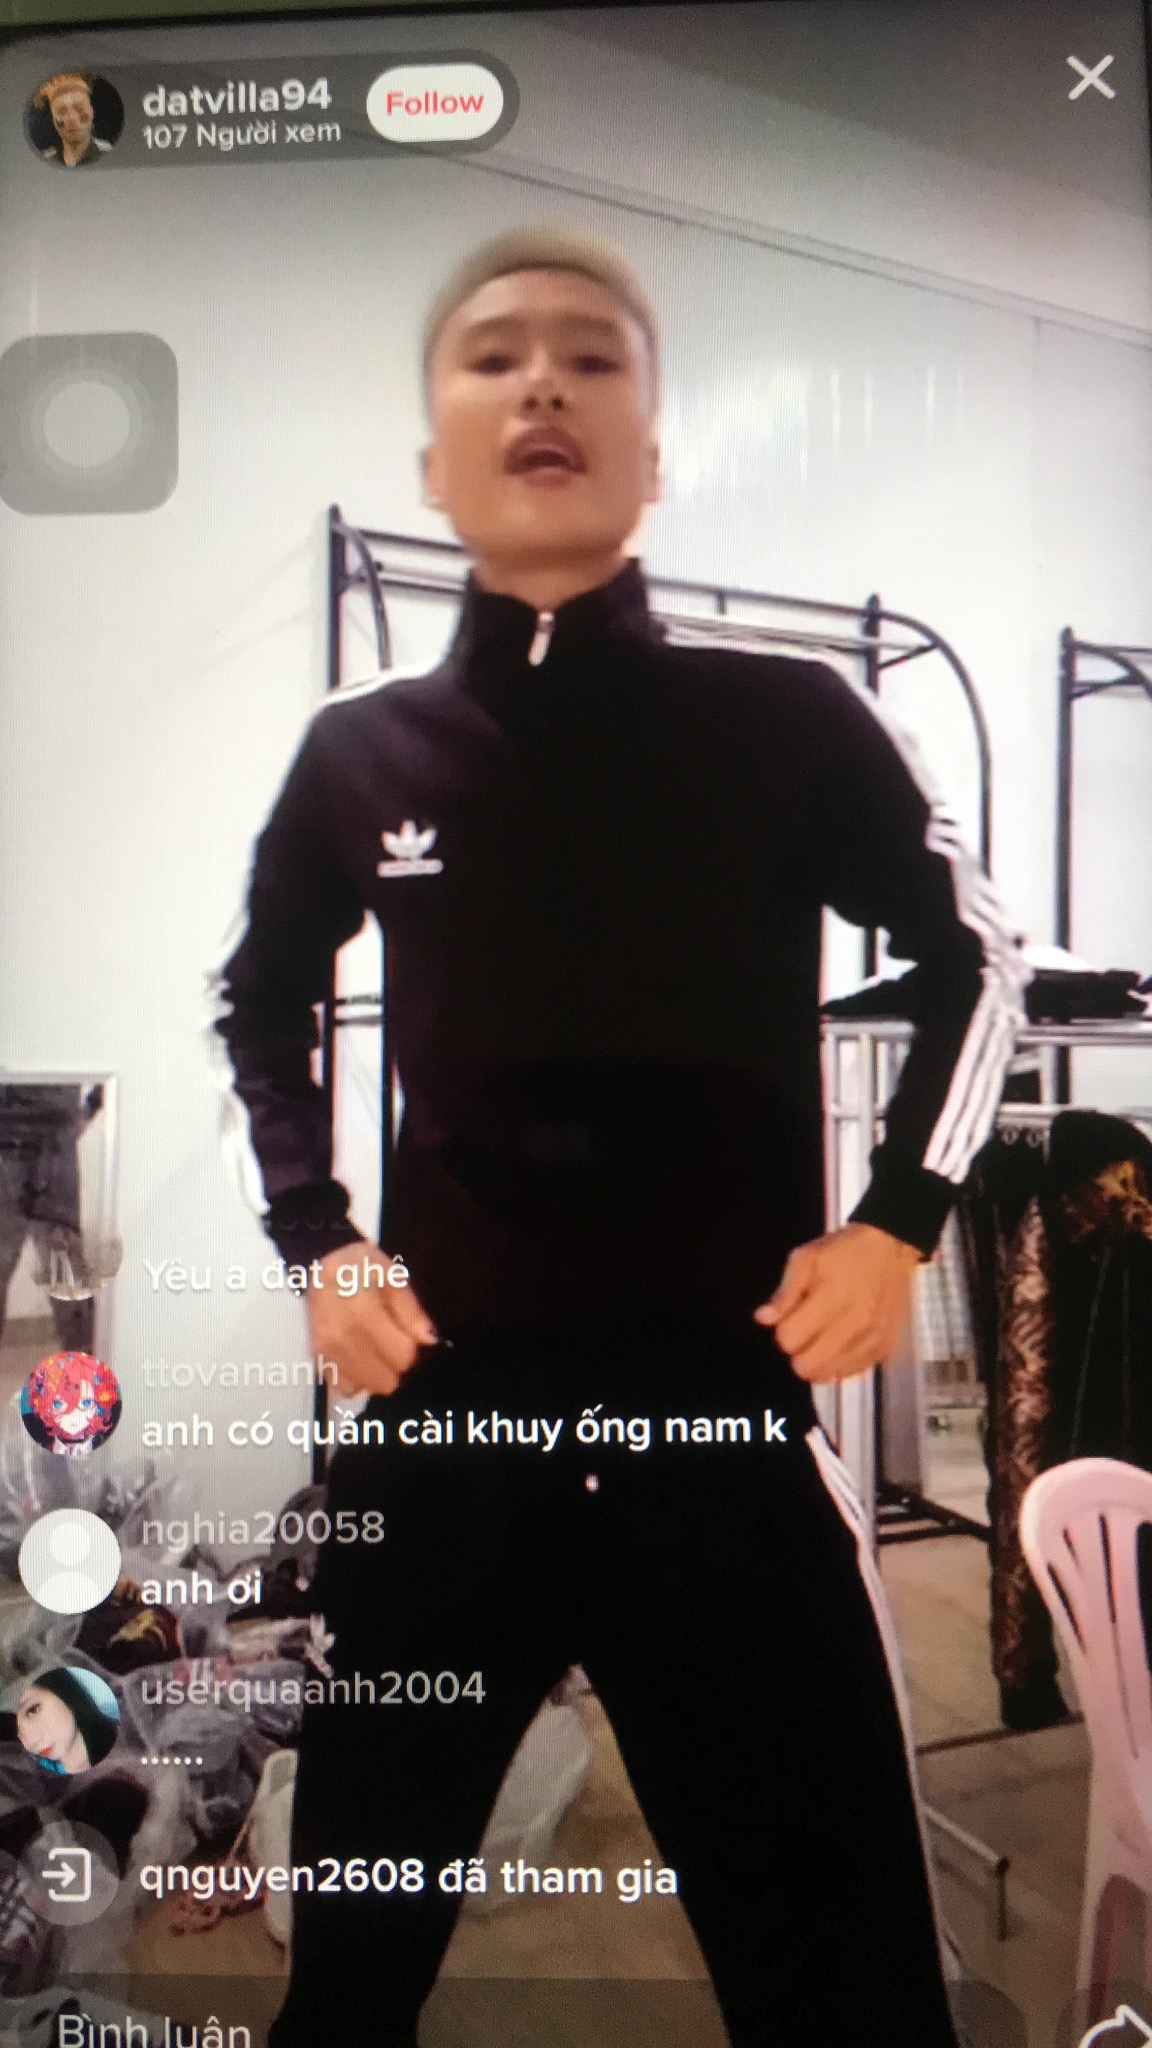 datvilla94
107 Người xem
Follow
Yêu a đạt ghê
ttovananh
anh có quần cài khuy ống nam k
nghia20058
anh ơi
userquaanh2004
......
qnguyen2608 đã tham gia
Bình luận